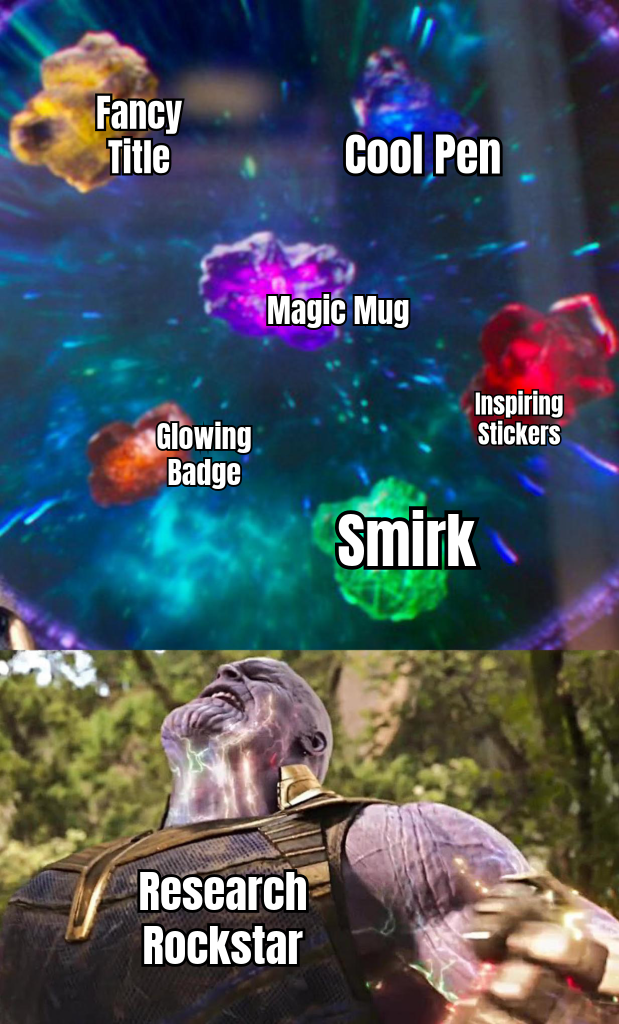 Fancy
Title
Cool Pen
Magic Mug
Inspiring
Stickers
Glowing
Badge
Smirk
Research
Rockstar